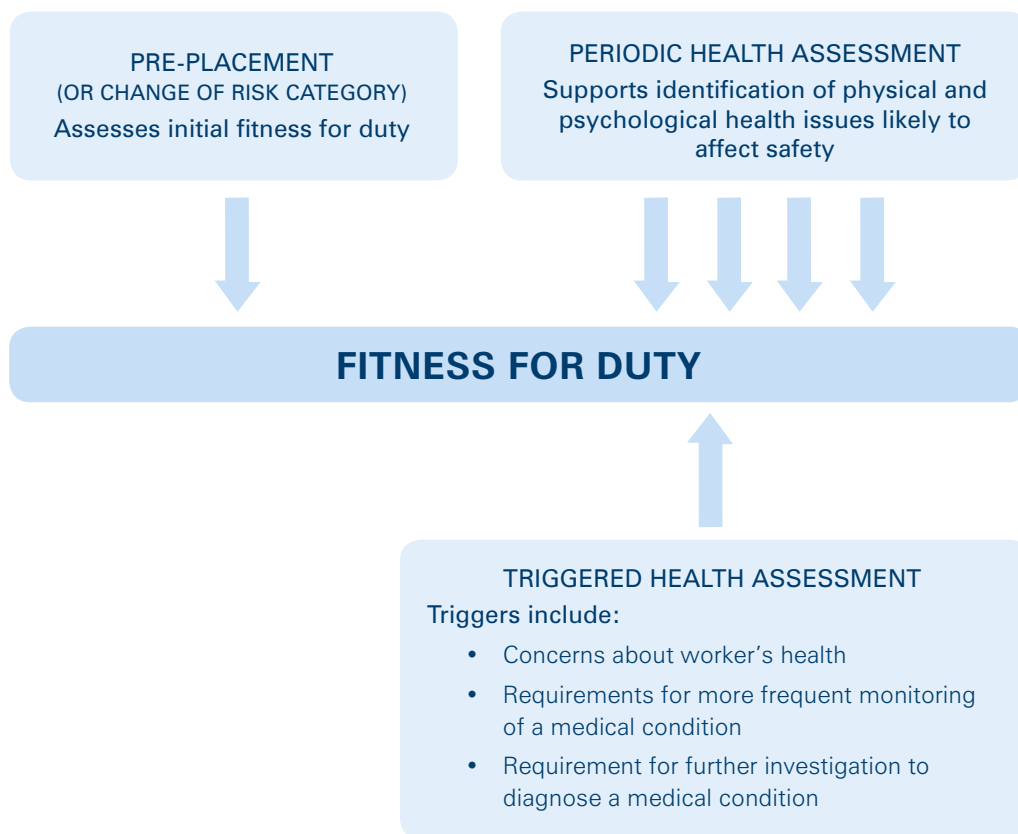 PRE-PLACEMENT
(OR CHANGE OF RISK CATEGORY)
Assesses initial fitness for duty
PERIODIC HEALTH ASSESSMENT
Supports identification of physical and
psychological health issues likely to
affect safety
FITNESS FOR DUTY
TRIGGERED HEALTH ASSESSMENT
Triggers include:
• Concerns about worker’s health
• Requirements for more frequent monitoring
of a medical condition
• Requirement for further investigation to
diagnose a medical condition